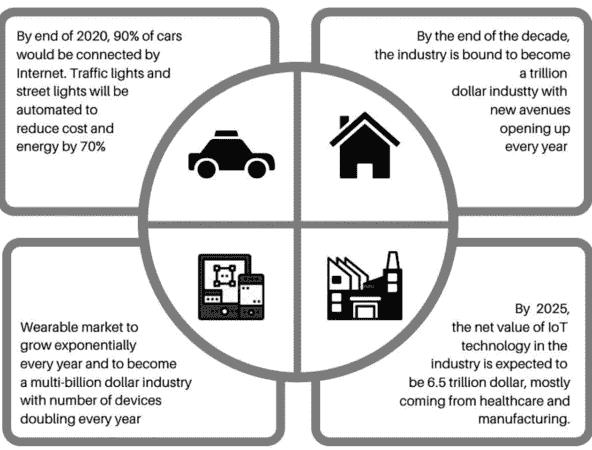 By end of 2020, 90% of cars
would be connected by
Internet. Traffic lights and
street lights will be
automated to
reduce cost and
energy by 70%
By the end of the decade,
the industry is bound to become
a trillion
dollar industty with
new avenues
opening up
every year
Wearable market to
grow exponentially
every year and to become
a multi-billion dollar industry
with number of devices
doubling every year
By 2025,
the net value of IoT
technology in the
industry is expected to
be 6.5 trillion dollar, mostly
coming from healthcare and
manufacturing.